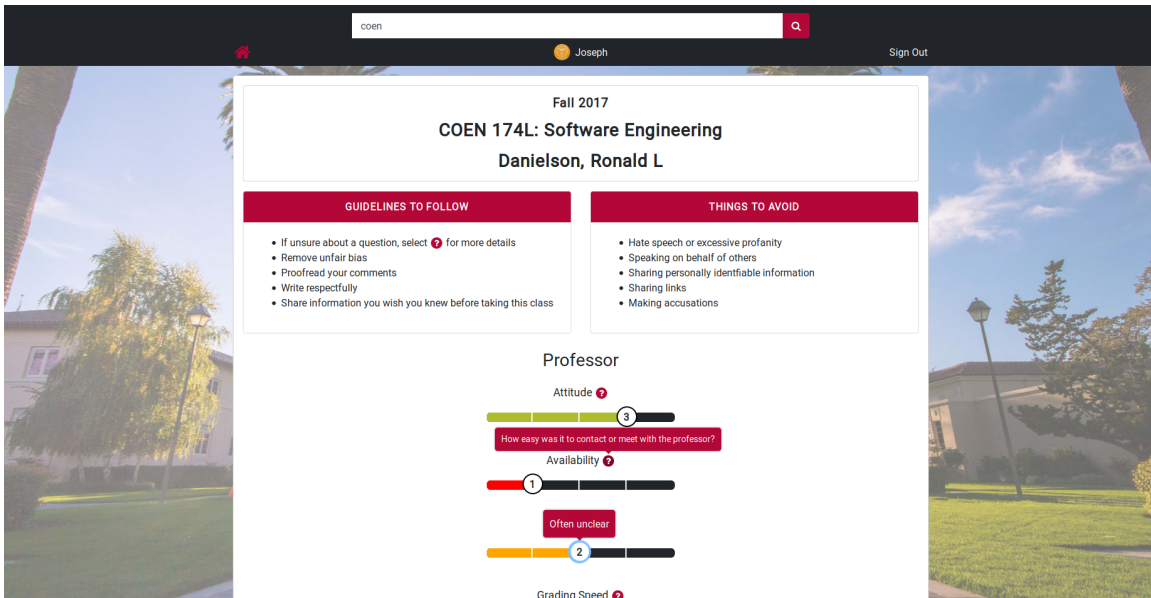 coen
Joseph
Sign Out
Fall 2017
COEN 174L: Software Engineering
Danielson, Ronald L
GUIDELINES TO FOLLOW
• If unsure about a question, select ? for more details
• Remove unfair bias
• Proofread your comments
• Write respectfully
• Share information you wish you knew before taking this class
THINGS TO AVOID
• Hate speech or excessive profanity
• Speaking on behalf of others
• Sharing personally identfiable information
• Sharing links
• Making accusations
Professor
Attitude ?
3
How easy was it to contact or meet with the professor?
Availability ?
1
Often unclear
2
Grading Speed ?